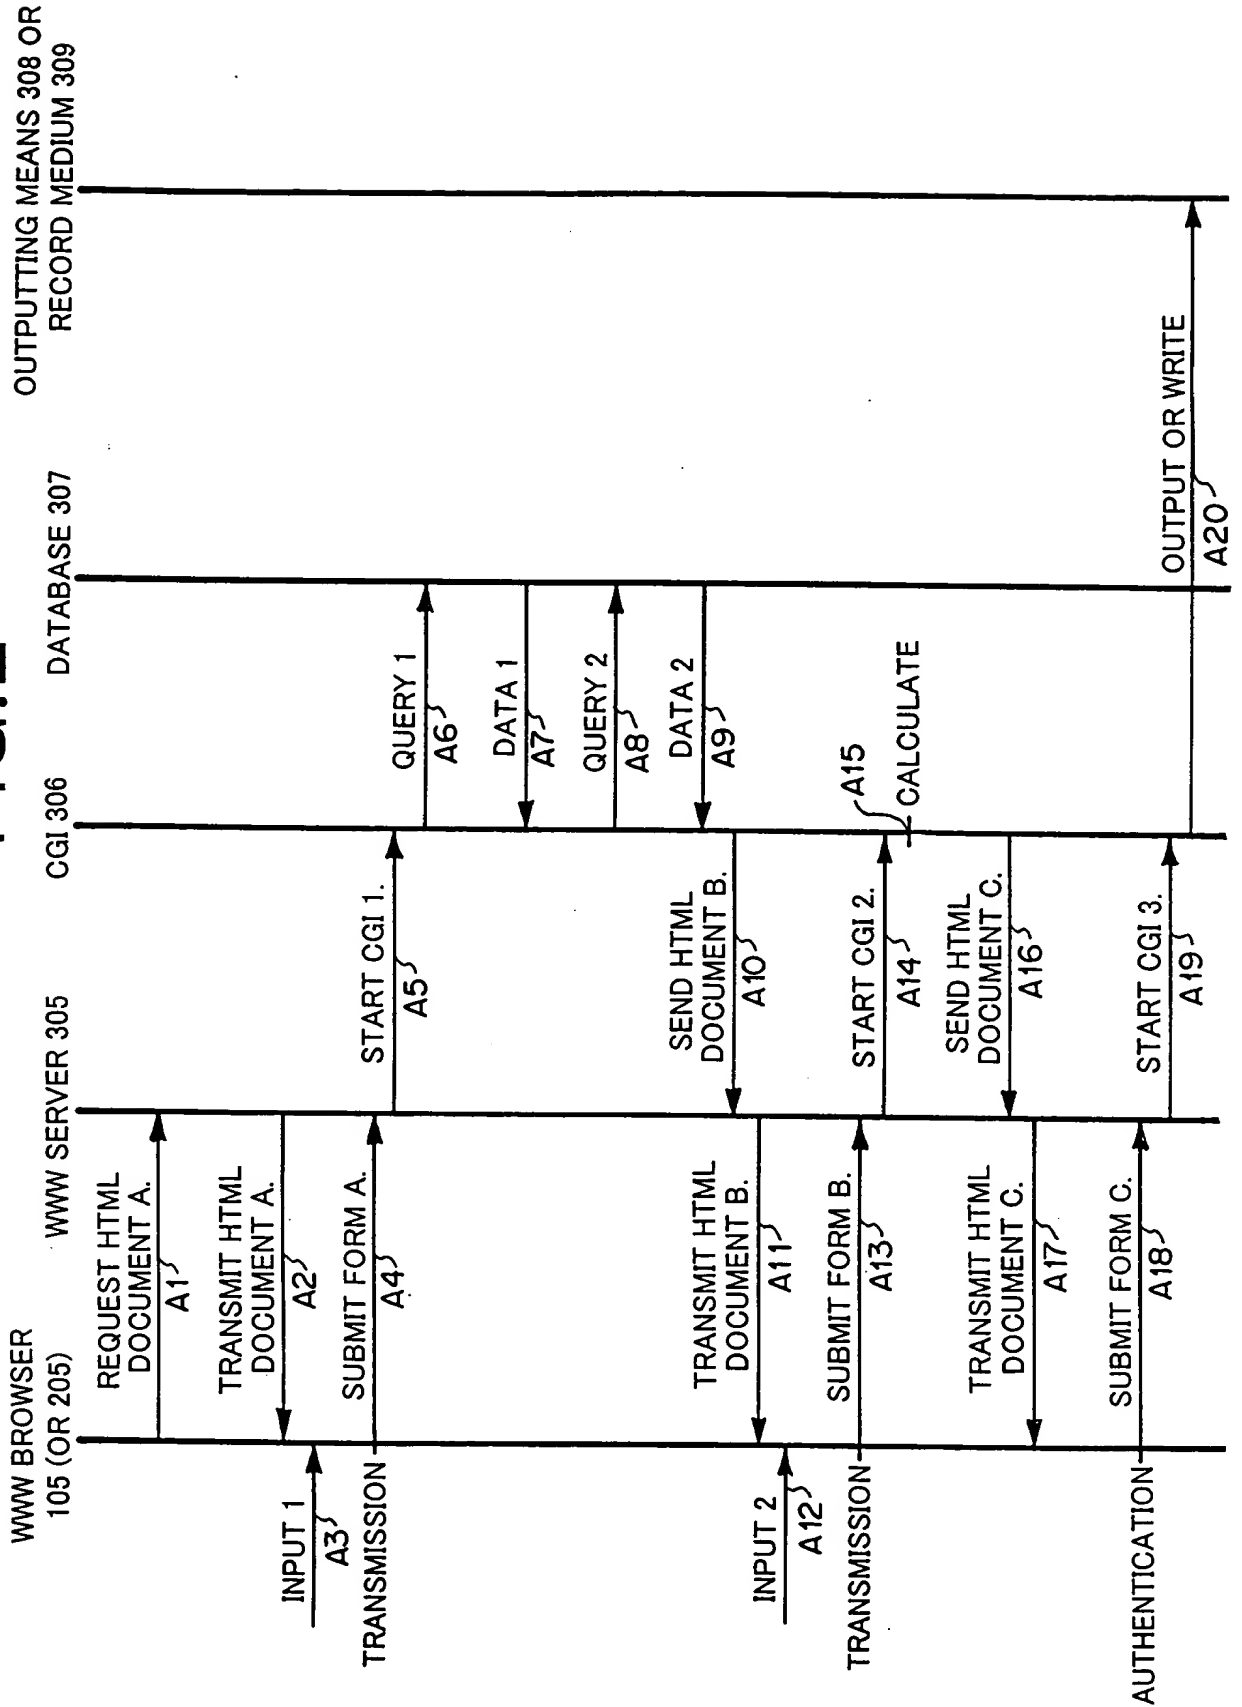 WWW BROWSER
105 (OR 205)
WWW SERVER 305
CGI 306
DATABASE 307
OUTPUTTING MEANS 308 OR
RECORD MEDIUM 309
REQUEST HTML
DOCUMENT A.
A1
TRANSMIT HTML
DOCUMENT A.
A2
INPUT 1
A3
TRANSMISSION
SUBMIT FORM A.
A4
START CGI 1.
A5
QUERY 1
A6
DATA 1
A7
QUERY 2
A8
DATA 2
A9
SEND HTML
DOCUMENT B.
A10
TRANSMIT HTML
DOCUMENT B.
A11
INPUT 2
A12
TRANSMISSION
SUBMIT FORM B.
A13
START CGI 2.
A14
A15
CALCULATE
SEND HTML
DOCUMENT C.
A16
TRANSMIT HTML
DOCUMENT C.
A17
AUTHENTICATION
SUBMIT FORM C.
A18
START CGI 3.
A19
OUTPUT OR WRITE
A20